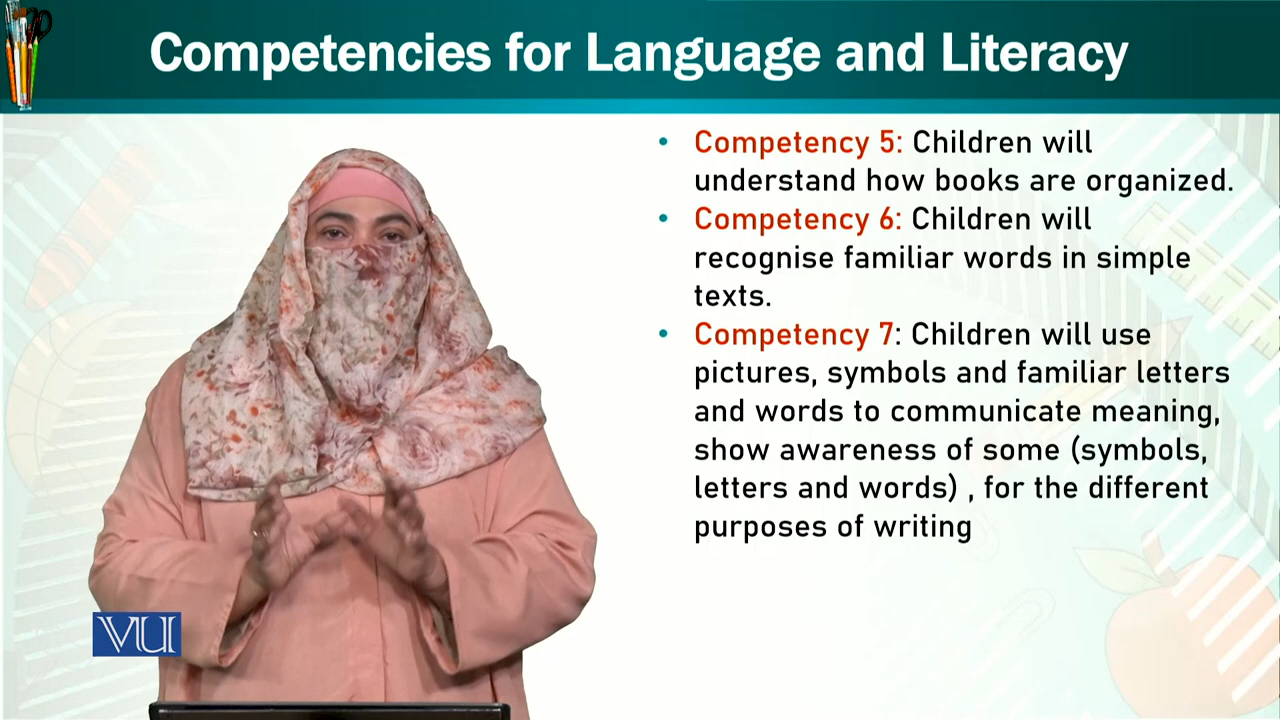 Competencies for Language and Literacy
• Competency 5: Children will
understand how books are organized.
• Competency 6: Children will
recognise familiar words in simple
texts.
• Competency 7: Children will use
pictures, symbols and familiar letters
and words to communicate meaning,
show awareness of some (symbols,
letters and words) , for the different
purposes of writing
VU